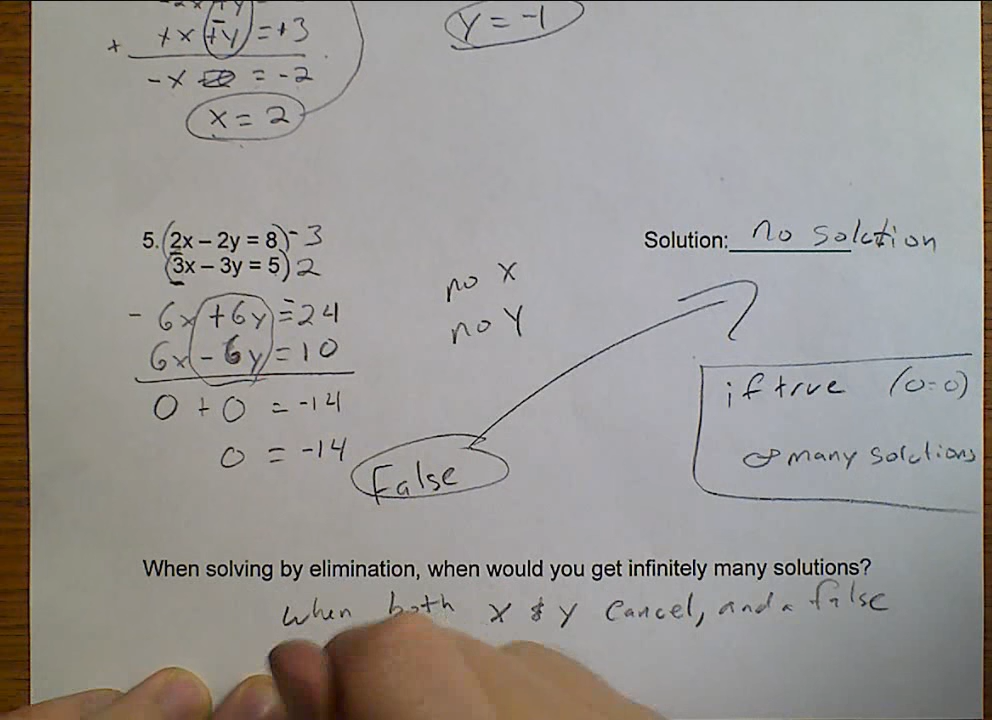 + x (+y) = +3
-x = -2
x = 2
y = -1
5. (2x – 2y = 8) -3
(3x – 3y = 5) 2
-6x +6y = -24
6x - 6y = 10
0 + 0 = -14
0 = -14
False
no x
no y
Solution: no solution
if true (0=0)
∞ many solutions
When solving by elimination, when would you get infinitely many solutions?
when both x & y cancel, and a false